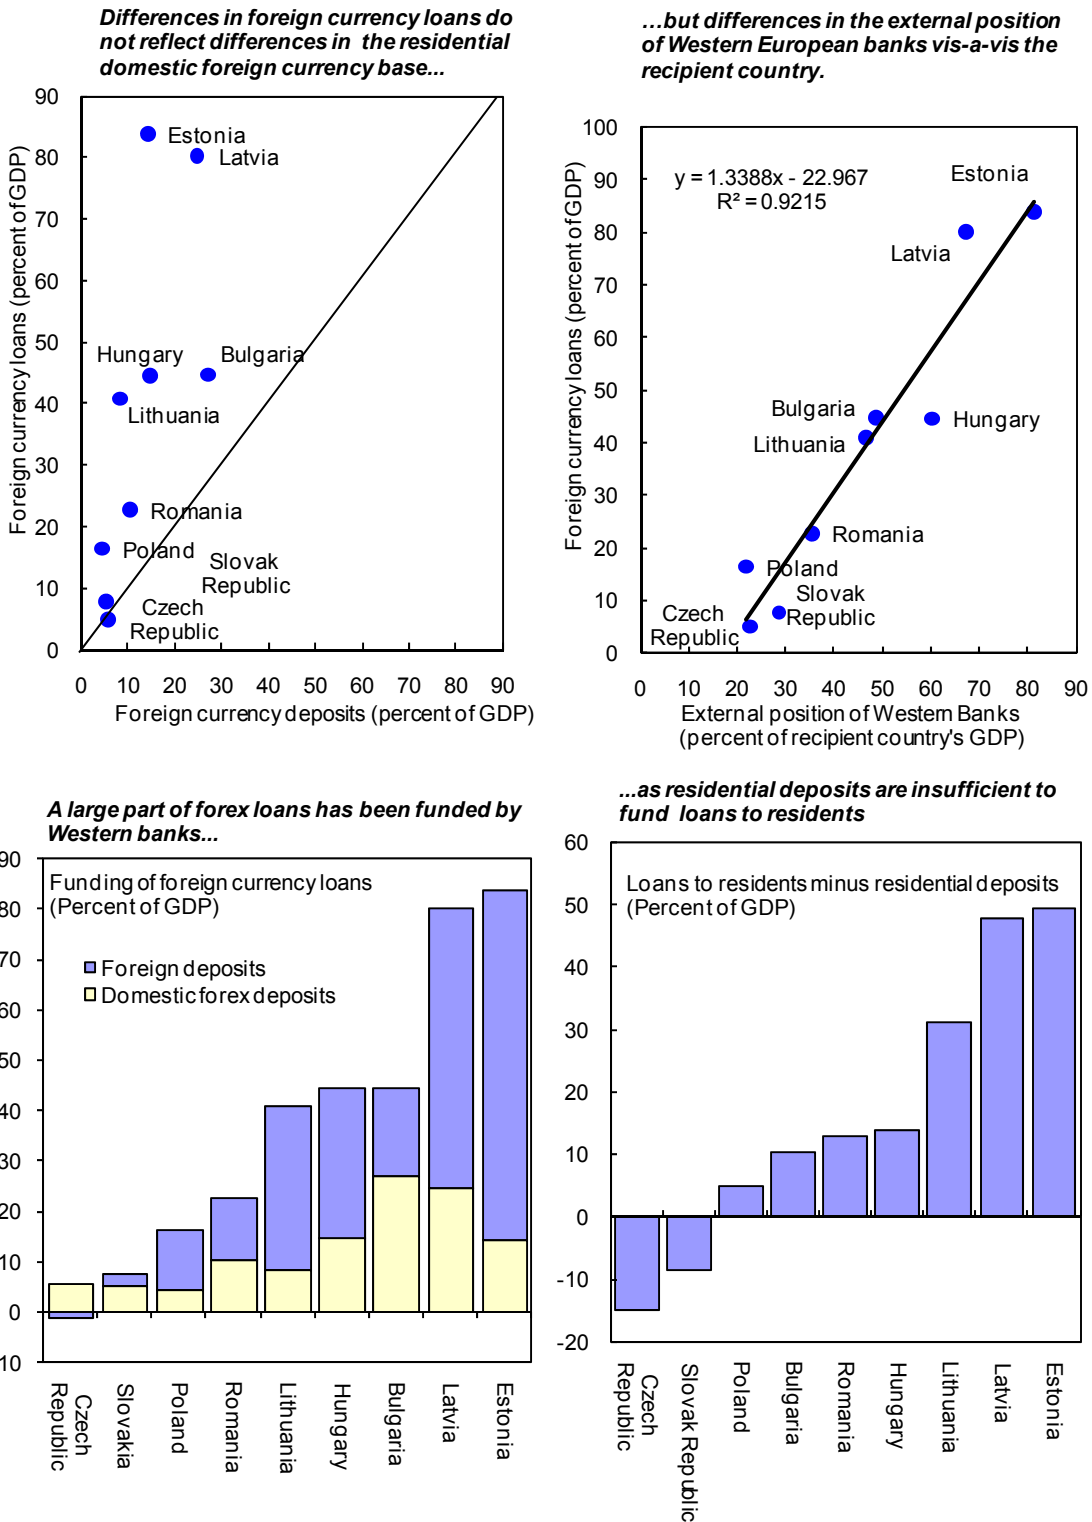 Differences in foreign currency loans do
not reflect differences in the residential
domestic foreign currency base...
90
80
70
60
50
40
30
20
10
0
Foreign currency loans (percent of GDP)
Estonia
Latvia
Hungary
Bulgaria
Lithuania
Romania
Poland
Slovak
Republic
Czech
Republic
0 10 20 30 40 50 60 70 80 90
Foreign currency deposits (percent of GDP)
…but differences in the external position
of Western European banks vis-a-vis the
recipient country.
100
90
80
70
60
50
40
30
20
10
0
Foreign currency loans (percent of GDP)
y = 1.3388x - 22.967
R² = 0.9215
Estonia
Latvia
Bulgaria
Lithuania
Hungary
Romania
Poland
Slovak
Republic
Czech
Republic
0 10 20 30 40 50 60 70 80 90
External position of Western Banks
(percent of recipient country's GDP)
A large part of forex loans has been funded by
Western banks...
90
80
70
60
50
40
30
20
10
0
10
Funding of foreign currency loans
(Percent of GDP)
Foreign deposits
Domestic forex deposits
Czech
Republic
Slovakia
Poland
Romania
Lithuania
Hungary
Bulgaria
Latvia
Estonia
...as residential deposits are insufficient to
fund loans to residents
60
50
40
30
20
10
0
-10
-20
Loans to residents minus residential deposits
(Percent of GDP)
Czech
Republic
Slovak Republic
Poland
Bulgaria
Romania
Hungary
Lithuania
Latvia
Estonia